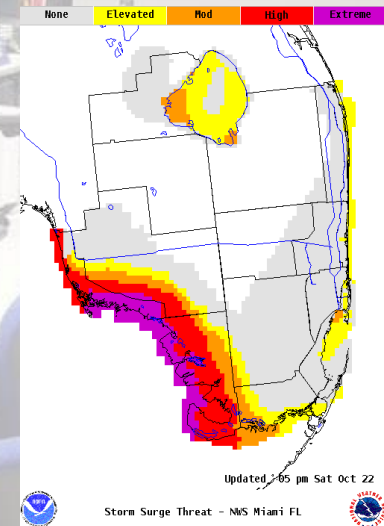 None Elevated Mod High Extreme
Updated 05 pm Sat Oct 22
Storm Surge Threat - NWS Miami FL